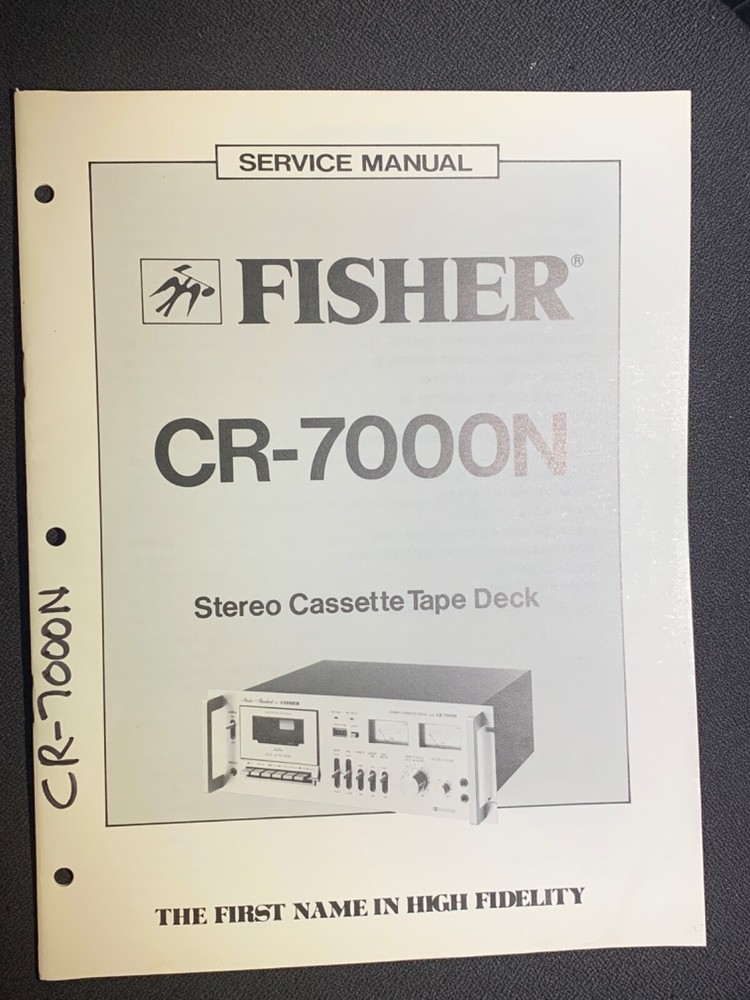 SERVICE MANUAL
FISHER®
CR-7000N
Stereo Cassette Tape Deck
CR-7000N
THE FIRST NAME IN HIGH FIDELITY